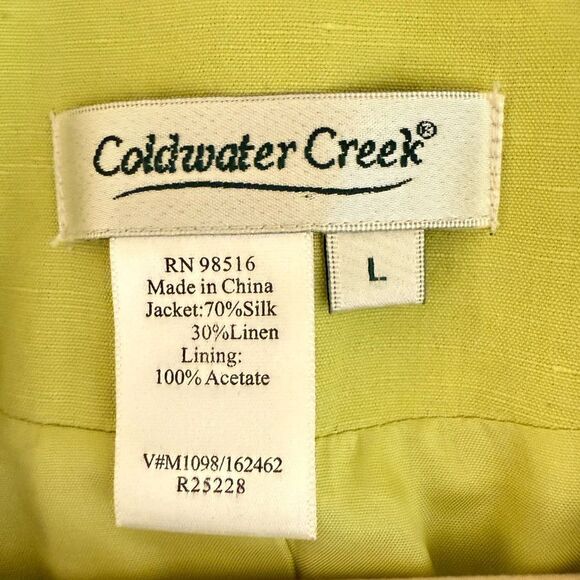 Coldwater Creek®
L
RN 98516
Made in China
Jacket:70%Silk
30%Linen
Lining:
100% Acetate
V#M1098/162462
R25228